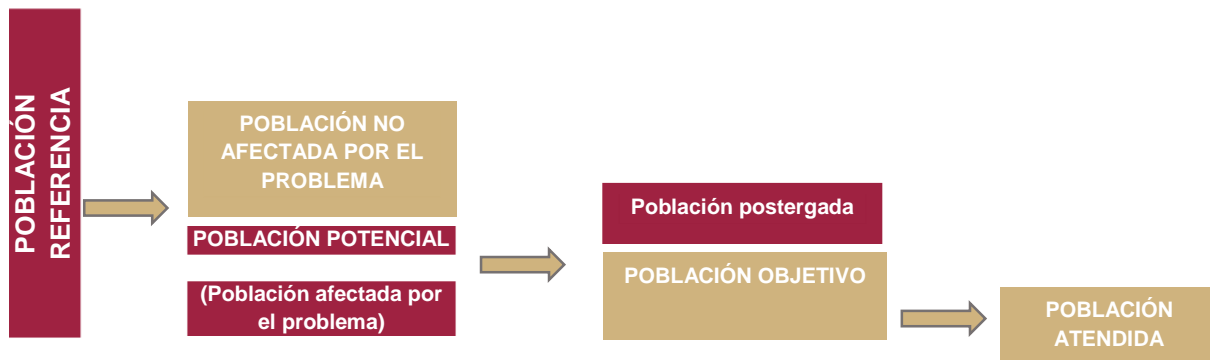 POBLACIÓN
REFERENCIA
POBLACIÓN NO
AFECTADA POR EL
PROBLEMA
POBLACIÓN POTENCIAL
(Población afectada por
el problema)
Población postergada
POBLACIÓN OBJETIVO
POBLACIÓN
ATENDIDA